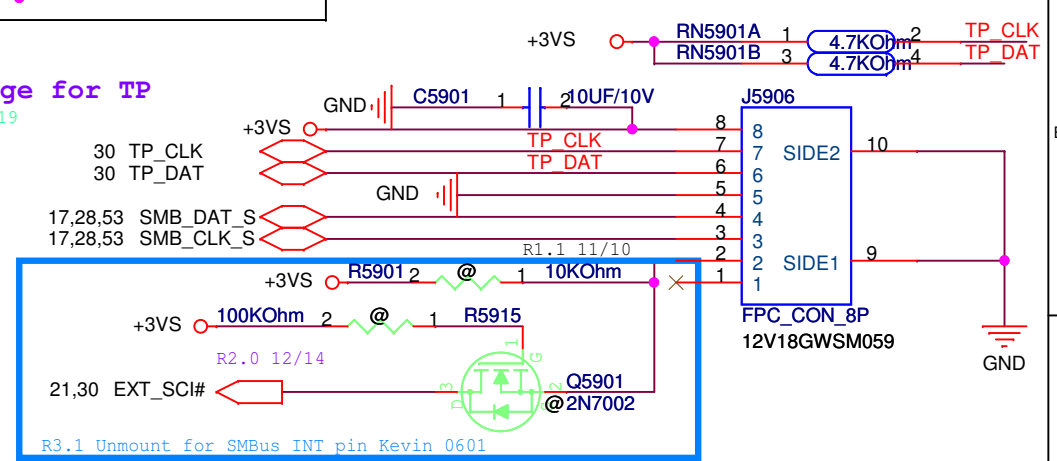 +3VS RN5901A 1 4.7KOhm 2 TP_CLK
RN5901B 3 4.7KOhm 4 TP_DAT
ge for TP
19
GND C5901 1 2 10UF/10V J5906
+3VS 8 8
30 TP_CLK TP_CLK 7 7 SIDE2 10
30 TP_DAT TP_DAT 6 6
GND 5 5
17,28,53 SMB_DAT_S 4 4
17,28,53 SMB_CLK_S 3 3
R1.1 11/10 2 2 SIDE1 9
+3VS R5901 2 @ 1 10KOhm 1 1
+3VS 100KOhm 2 @ 1 R5915 FPC_CON_8P
12V18GWSM059
R2.0 12/14 1 G GND
21,30 EXT_SCI# 3 D S 2 Q5901
@ 2N7002
R3.1 Unmount for SMBus INT pin Kevin 0601